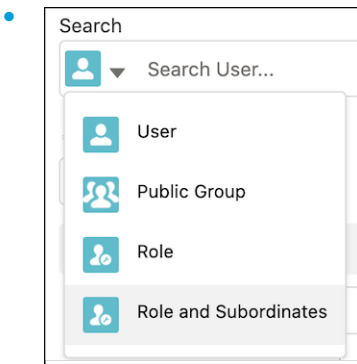 Search
Search User...
User
Public Group
Role
Role and Subordinates